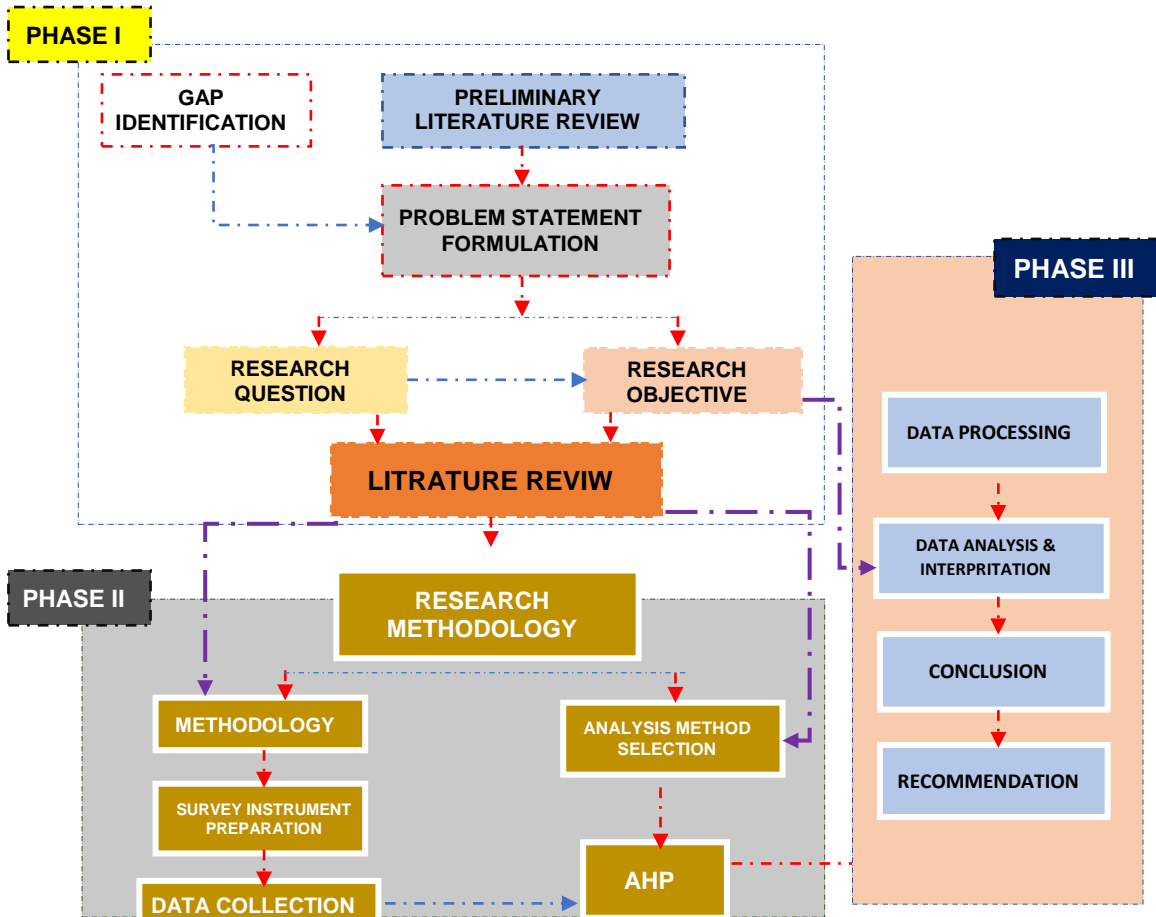 PHASE I
GAP
IDENTIFICATION
PRELIMINARY
LITERATURE REVIEW
PROBLEM STATEMENT
FORMULATION
RESEARCH
QUESTION
RESEARCH
OBJECTIVE
LITRATURE REVIW
PHASE II
RESEARCH
METHODOLOGY
METHODOLOGY
ANALYSIS METHOD
SELECTION
SURVEY INSTRUMENT
PREPARATION
AHP
DATA COLLECTION
PHASE III
DATA PROCESSING
DATA ANALYSIS &
INTERPRITATION
CONCLUSION
RECOMMENDATION